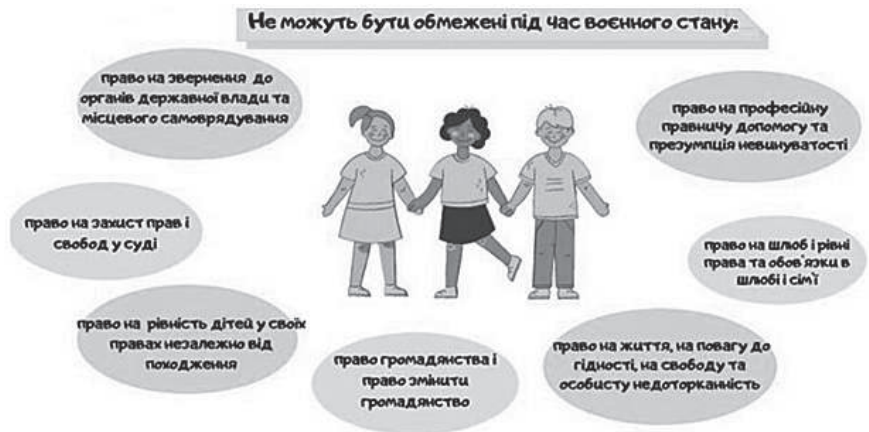 Не можуть бути обмежені під час воєнного стану:
право на звернення до
органів державної влади та
місцевого самоврядування
право на професійну
правничу допомогу та
презумпція невинуватості
право на захист прав і
свобод у суді
право на шлюб і рівні
права та обов'язки в
шлюбі і сім'ї
право на рівність дітей у своїх
правах незалежно від
походження
право громадянства і
право змінити
громадянство
право на життя, на повагу до
гідності, на свободу та
особисту недоторканність